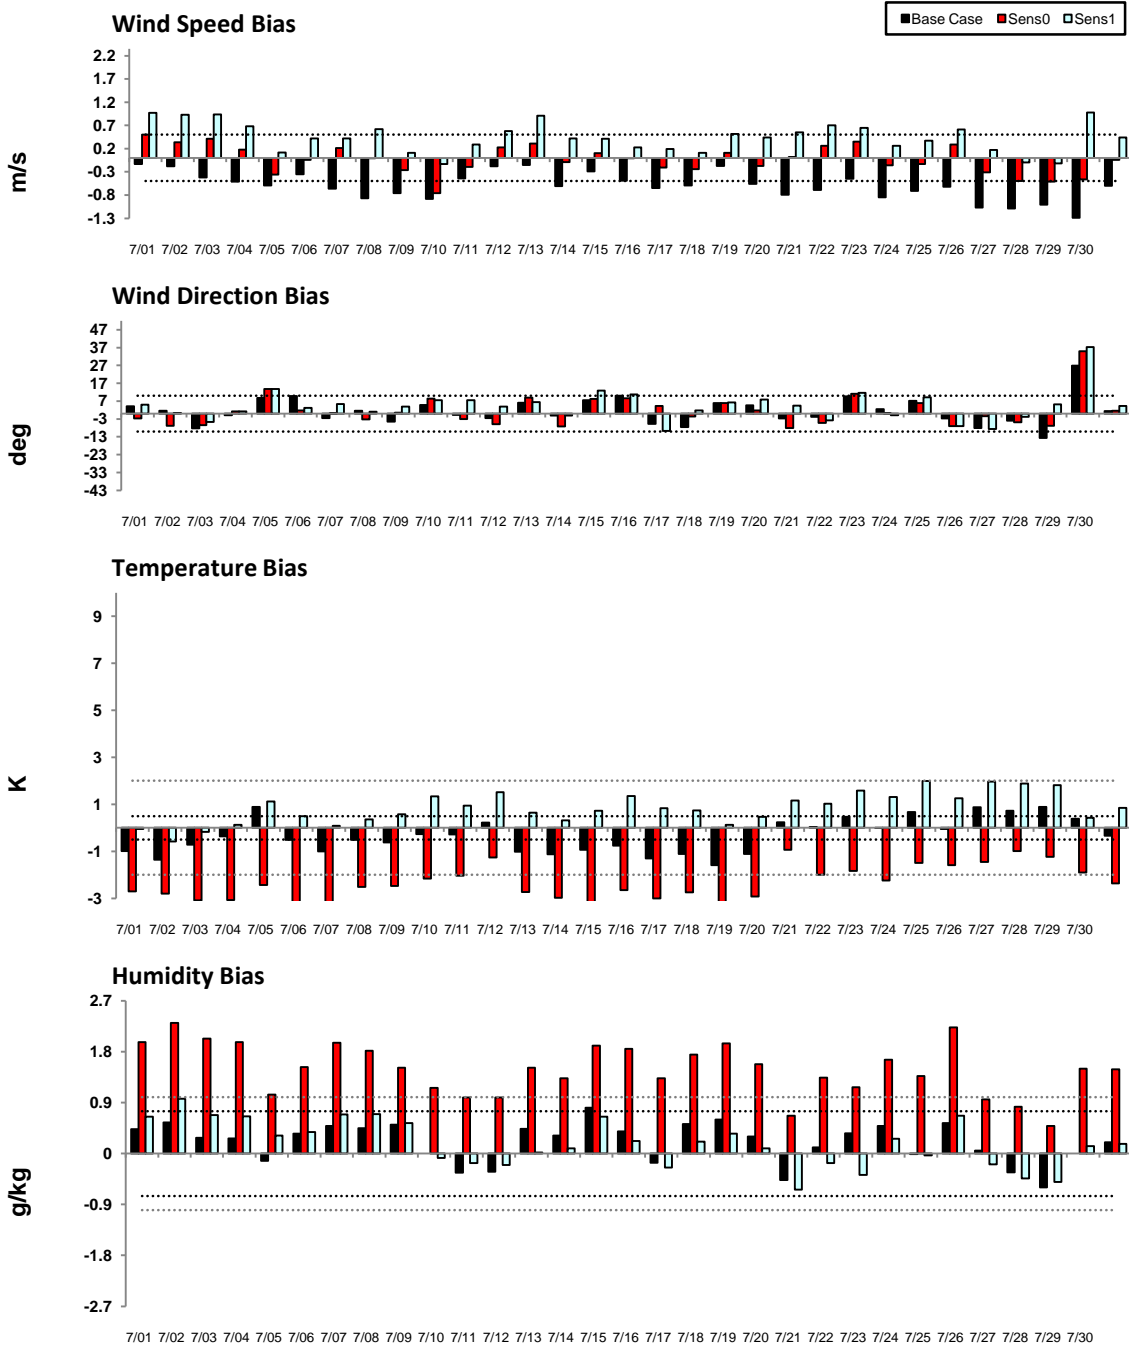 Wind Speed Bias
Base Case Sens0 Sens1
m/s
2.2
1.7
1.2
0.7
0.2
-0.3
-0.8
-1.3
7/01 7/02 7/03 7/04 7/05 7/06 7/07 7/08 7/09 7/10 7/11 7/12 7/13 7/14 7/15 7/16 7/17 7/18 7/19 7/20 7/21 7/22 7/23 7/24 7/25 7/26 7/27 7/28 7/29 7/30
Wind Direction Bias
deg
47
37
27
17
7
-3
-13
-23
-33
-43
7/01 7/02 7/03 7/04 7/05 7/06 7/07 7/08 7/09 7/10 7/11 7/12 7/13 7/14 7/15 7/16 7/17 7/18 7/19 7/20 7/21 7/22 7/23 7/24 7/25 7/26 7/27 7/28 7/29 7/30
Temperature Bias
K
9
7
5
3
1
-1
-3
7/01 7/02 7/03 7/04 7/05 7/06 7/07 7/08 7/09 7/10 7/11 7/12 7/13 7/14 7/15 7/16 7/17 7/18 7/19 7/20 7/21 7/22 7/23 7/24 7/25 7/26 7/27 7/28 7/29 7/30
Humidity Bias
g/kg
2.7
1.8
0.9
0
-0.9
-1.8
-2.7
7/01 7/02 7/03 7/04 7/05 7/06 7/07 7/08 7/09 7/10 7/11 7/12 7/13 7/14 7/15 7/16 7/17 7/18 7/19 7/20 7/21 7/22 7/23 7/24 7/25 7/26 7/27 7/28 7/29 7/30